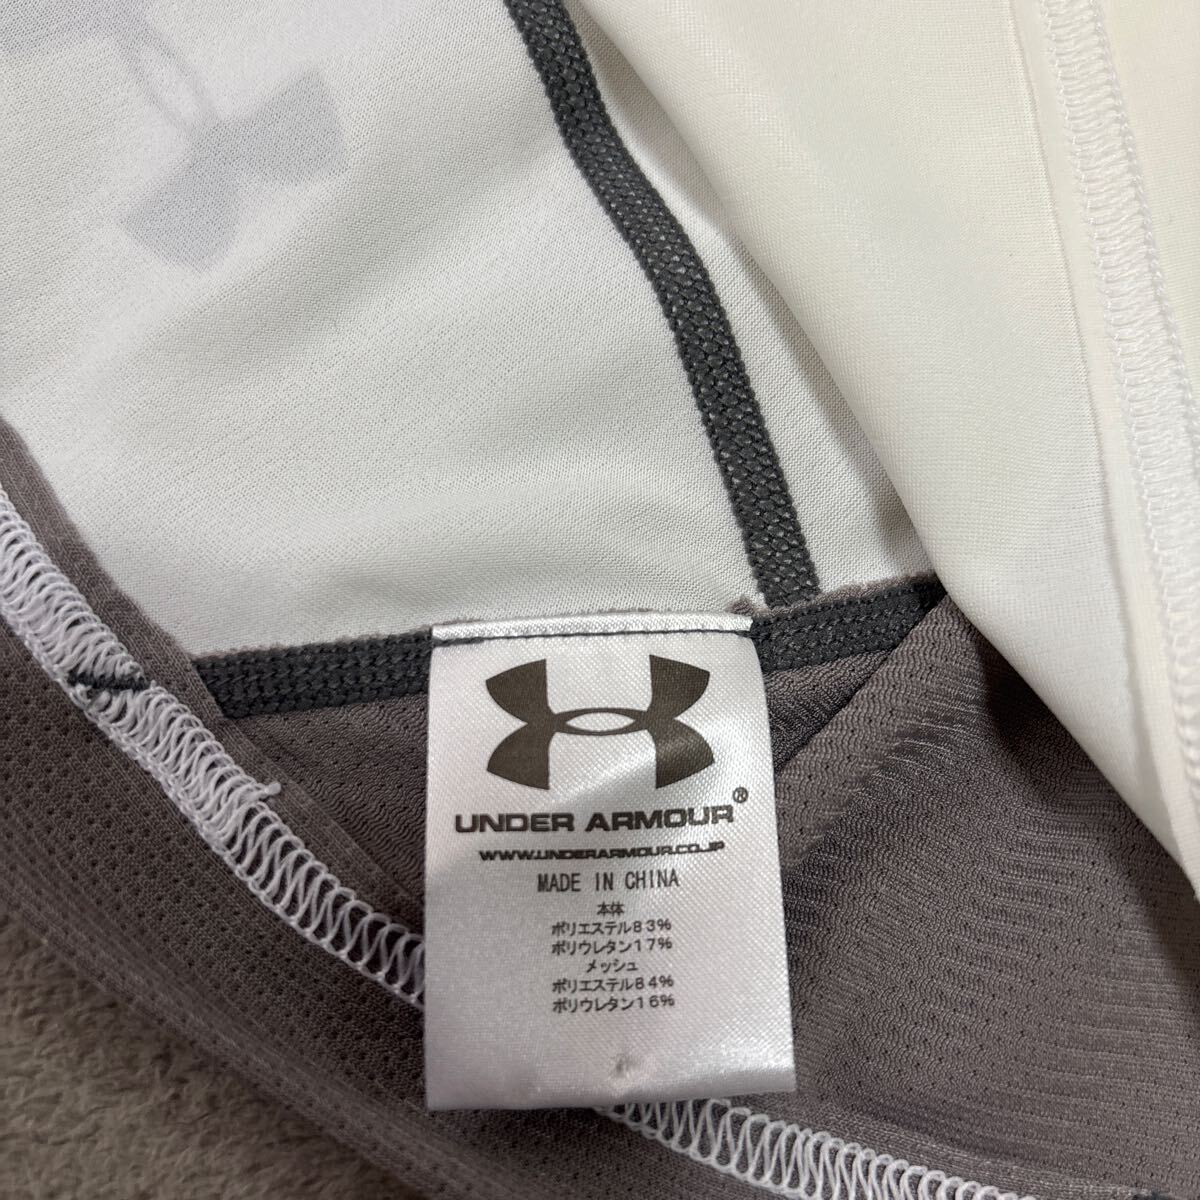 UNDER ARMOUR®
WWW.UNDERARMOUR.CO.JP
MADE IN CHINA
本体
ポリエステル83%
ポリウレタン17%
メッシュ
ポリエステル84%
ポリウレタン16%